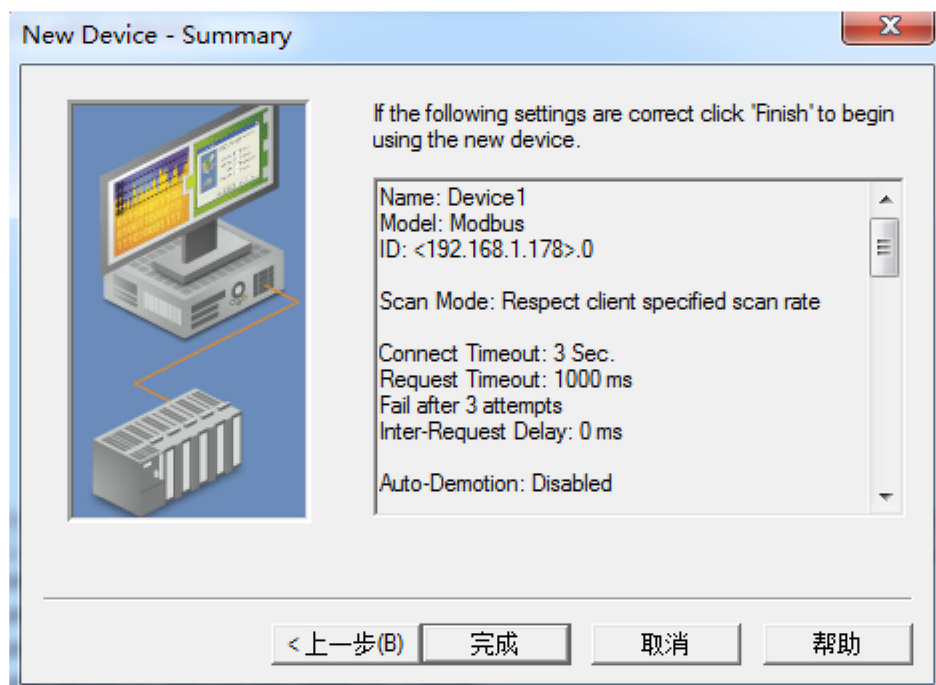 New Device - Summary
If the following settings are correct click 'Finish' to begin
using the new device.
Name: Device1
Model: Modbus
ID: <192.168.1.178>.0
Scan Mode: Respect client specified scan rate
Connect Timeout: 3 Sec.
Request Timeout: 1000 ms
Fail after 3 attempts
Inter-Request Delay: 0 ms
Auto-Demotion: Disabled
<上一步(B) 完成 取消 帮助